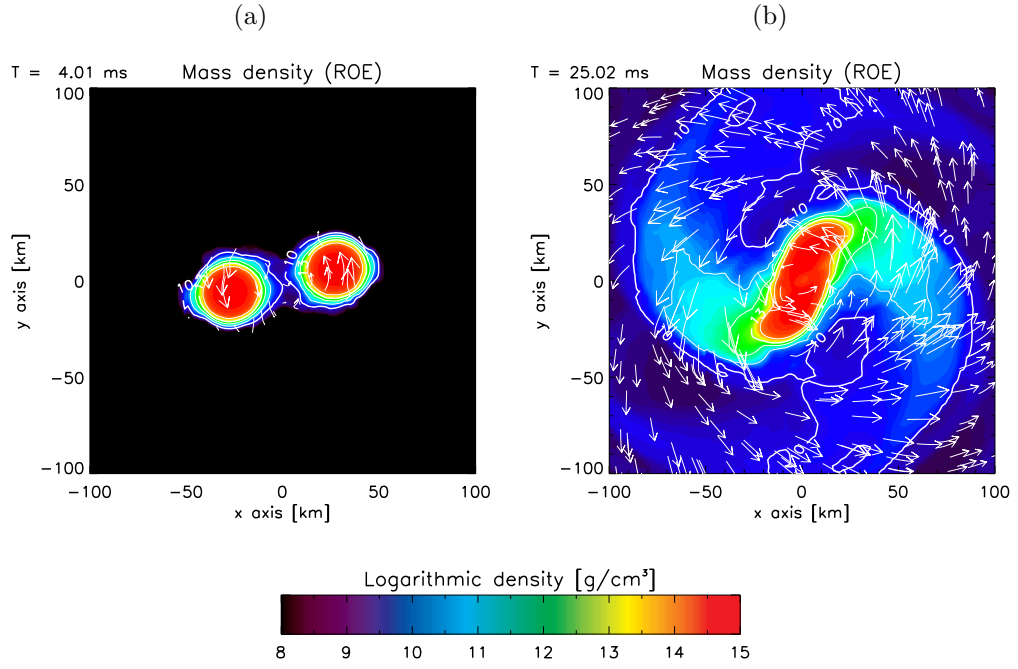 (a)
(b)
T = 4.01 ms Mass density (ROE)
T = 25.02 ms Mass density (ROE)
100
50
0
-50
-100
y axis [km]
-100 -50 0 50 100
x axis [km]
10
10
100
50
0
-50
-100
y axis [km]
-100 -50 0 50 100
x axis [km]
10
10
10
10
10
Logarithmic density [g/cm³]
8 9 10 11 12 13 14 15